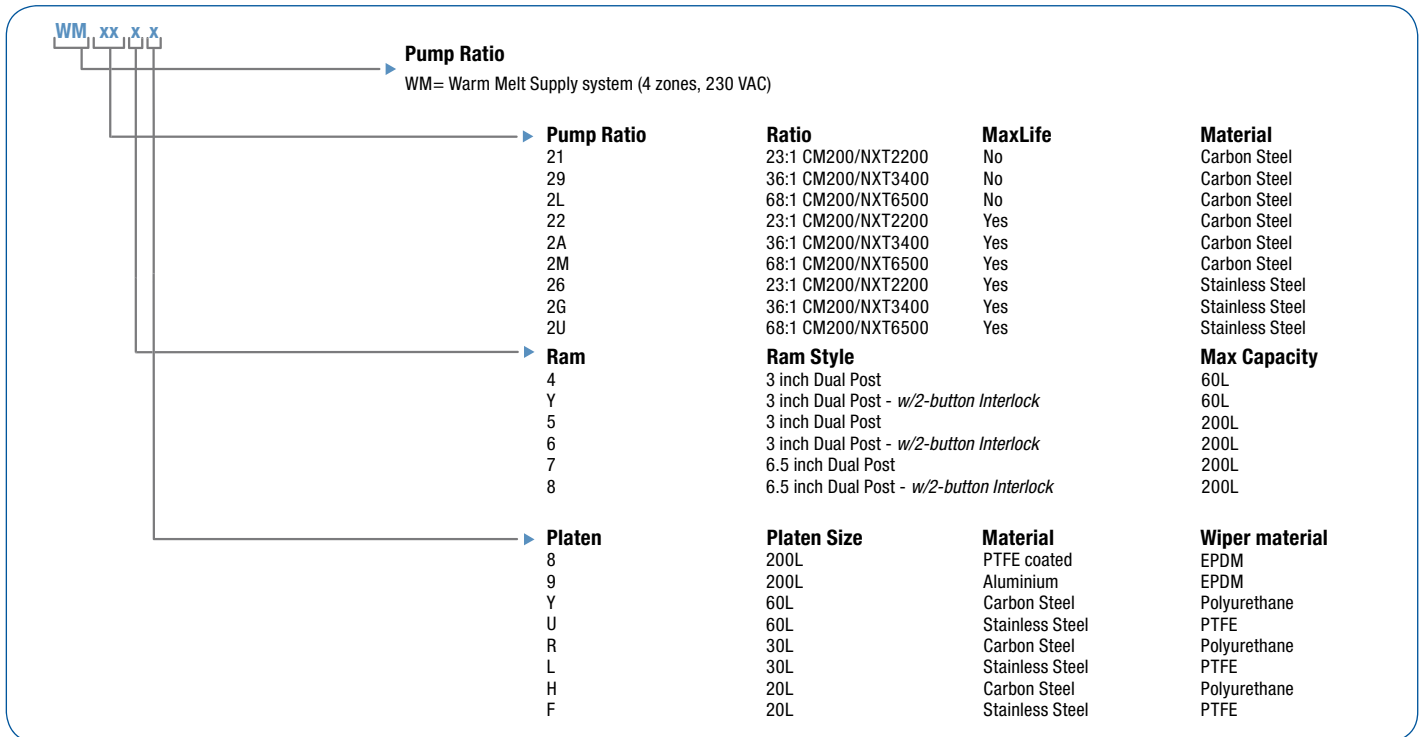 WM xx x x
Pump Ratio
WM= Warm Melt Supply system (4 zones, 230 VAC)
Pump Ratio Ratio MaxLife Material
21 23:1 CM200/NXT2200 No Carbon Steel
29 36:1 CM200/NXT3400 No Carbon Steel
2L 68:1 CM200/NXT6500 No Carbon Steel
22 23:1 CM200/NXT2200 Yes Carbon Steel
2A 36:1 CM200/NXT3400 Yes Carbon Steel
2M 68:1 CM200/NXT6500 Yes Carbon Steel
26 23:1 CM200/NXT2200 Yes Stainless Steel
2G 36:1 CM200/NXT3400 Yes Stainless Steel
2U 68:1 CM200/NXT6500 Yes Stainless Steel
Ram Ram Style Max Capacity
4 3 inch Dual Post 60L
Y 3 inch Dual Post - w/2-button Interlock 60L
5 3 inch Dual Post 200L
6 3 inch Dual Post - w/2-button Interlock 200L
7 6.5 inch Dual Post 200L
8 6.5 inch Dual Post - w/2-button Interlock 200L
Platen Platen Size Material Wiper material
8 200L PTFE coated EPDM
9 200L Aluminium EPDM
Y 60L Carbon Steel Polyurethane
U 60L Stainless Steel PTFE
R 30L Carbon Steel Polyurethane
L 30L Stainless Steel PTFE
H 20L Carbon Steel Polyurethane
F 20L Stainless Steel PTFE